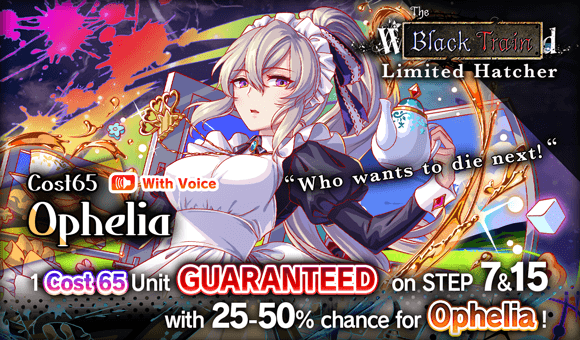 The
W Black Train d
Limited Hatcher
"Who wants to die next!"
Cost65 With Voice
Ophelia
1 Cost 65 Unit GUARANTEED on STEP 7&15
with 25-50% chance for Ophelia!